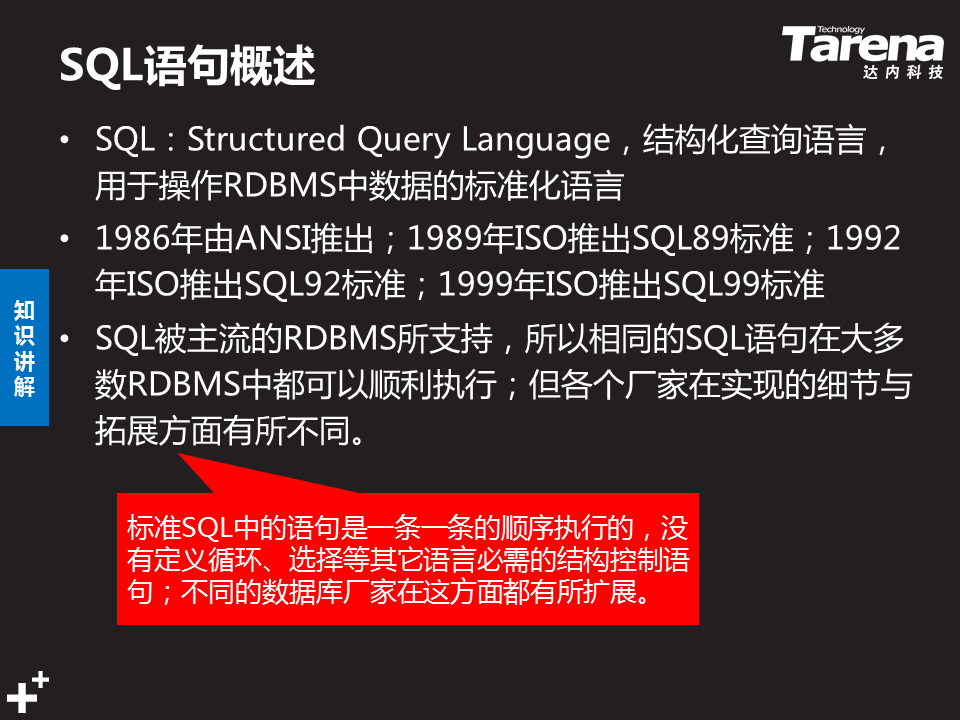 SQL语句概述
Technology
Tarena
达内科技
• SQL：Structured Query Language，结构化查询语言，
用于操作RDBMS中数据的标准化语言
• 1986年由ANSI推出；1989年ISO推出SQL89标准；1992
年ISO推出SQL92标准；1999年ISO推出SQL99标准
知识讲解
• SQL被主流的RDBMS所支持，所以相同的SQL语句在大多
数RDBMS中都可以顺利执行；但各个厂家在实现的细节与
拓展方面有所不同。
标准SQL中的语句是一条一条的顺序执行的，没
有定义循环、选择等其它语言必需的结构控制语
句；不同的数据库厂家在这方面都有所扩展。